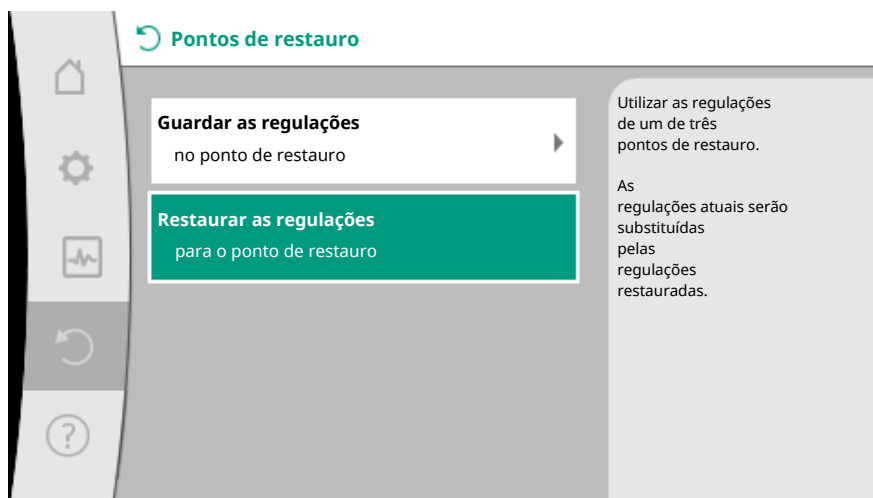 Pontos de restauro
Guardar as regulações
no ponto de restauro
Restaurar as regulações
para o ponto de restauro
Utilizar as regulações
de um de três
pontos de restauro.
As
regulações atuais serão
substituídas
pelas
regulações
restauradas.
?